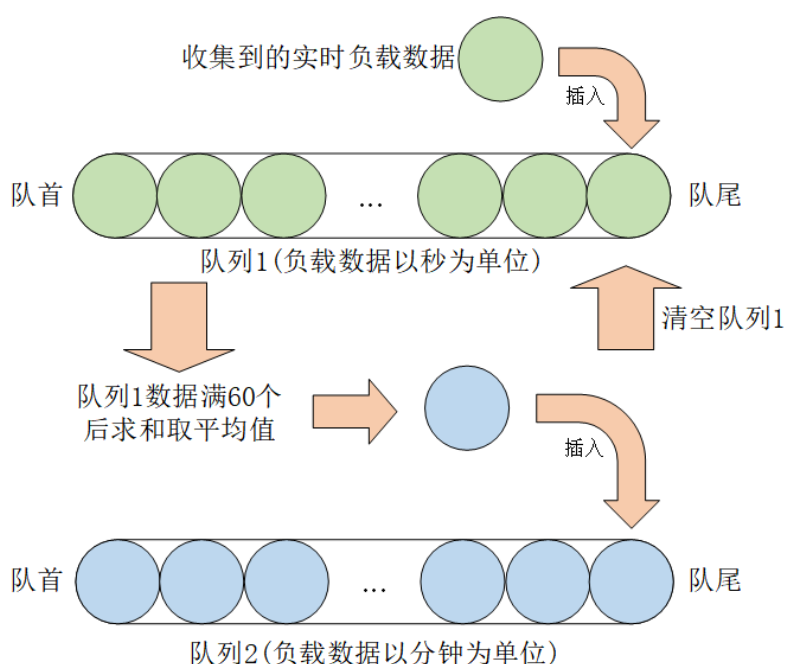 收集到的实时负载数据
插入
队首
...
队尾
队列1(负载数据以秒为单位)
清空队列1
队列1数据满60个
后求和取平均值
插入
队首
...
队尾
队列2(负载数据以分钟为单位)